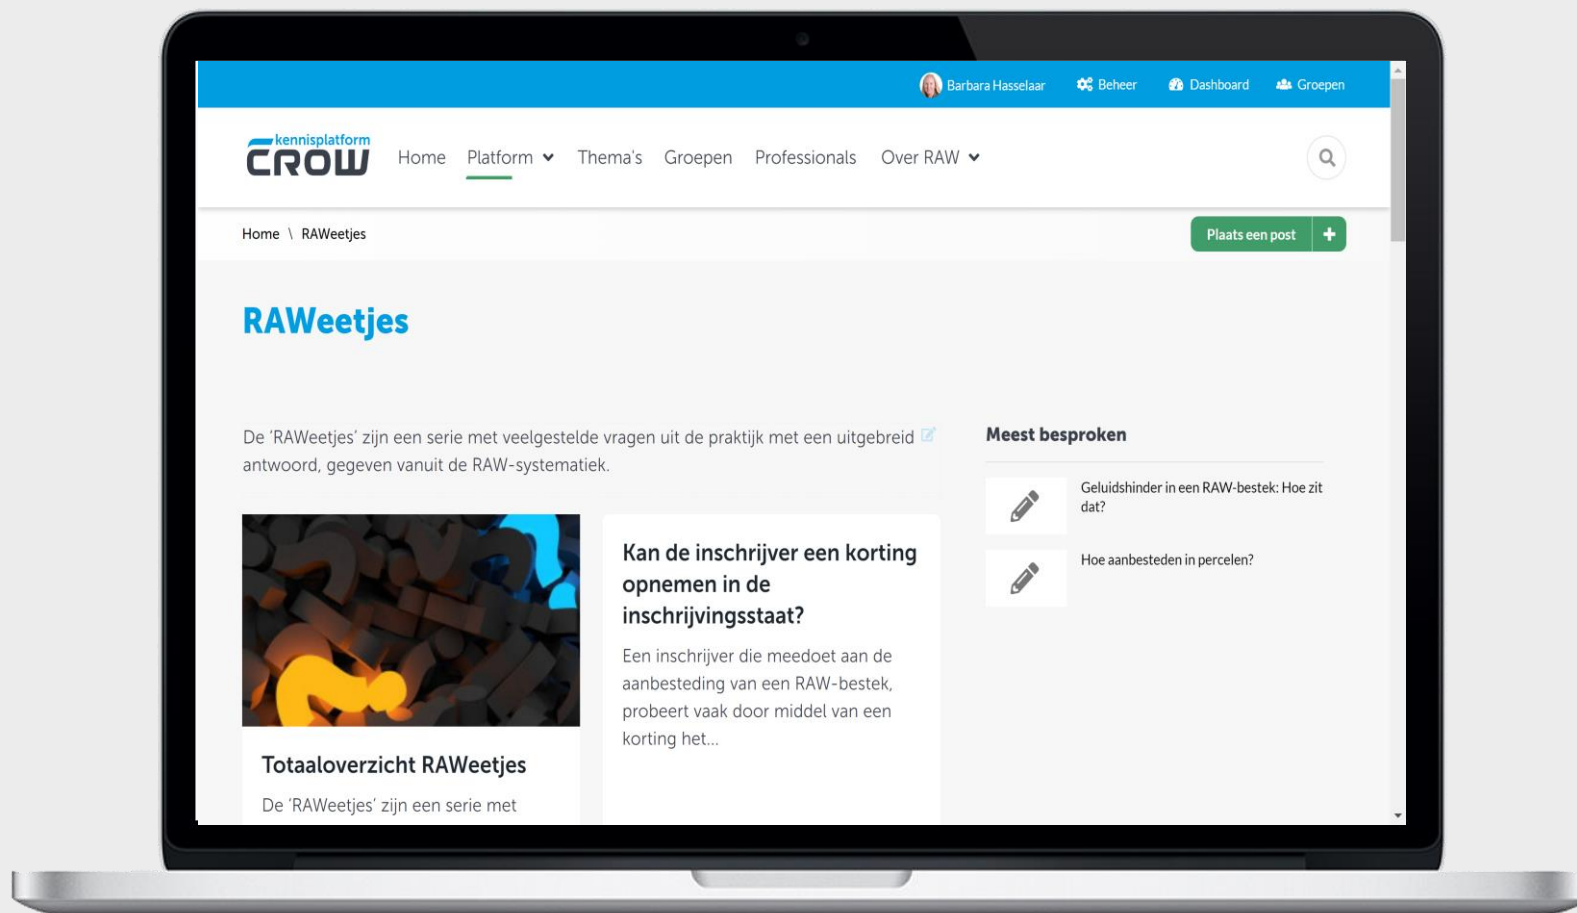 Barbara Hasselaar Beheer Dashboard Groepen
kennisplatform
CROW
Home Platform Thema's Groepen Professionals Over RAW
Home \ RAWeetjes
Plaats een post +
RAWeetjes
De ‘RAWeetjes’ zijn een serie met veelgestelde vragen uit de praktijk met een uitgebreid
antwoord, gegeven vanuit de RAW-systematiek.
Totaaloverzicht RAWeetjes
De ‘RAWeetjes’ zijn een serie met
Kan de inschrijver een korting
opnemen in de
inschrijvingsstaat?
Een inschrijver die meedoet aan de
aanbesteding van een RAW-bestek,
probeert vaak door middel van een
korting het...
Meest besproken
Geluidshinder in een RAW-bestek: Hoe zit
dat?
Hoe aanbesteden in percelen?